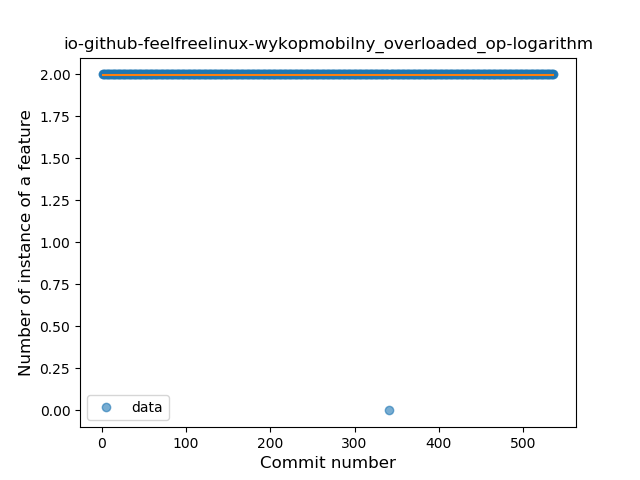 io-github-feelfreelinux-wykopmobilny_overloaded_op-logarithm
2.00
1.75
1.50
1.25
1.00
0.75
0.50
0.25
0.00
Number of instance of a feature
data
0 100 200 300 400 500
Commit number